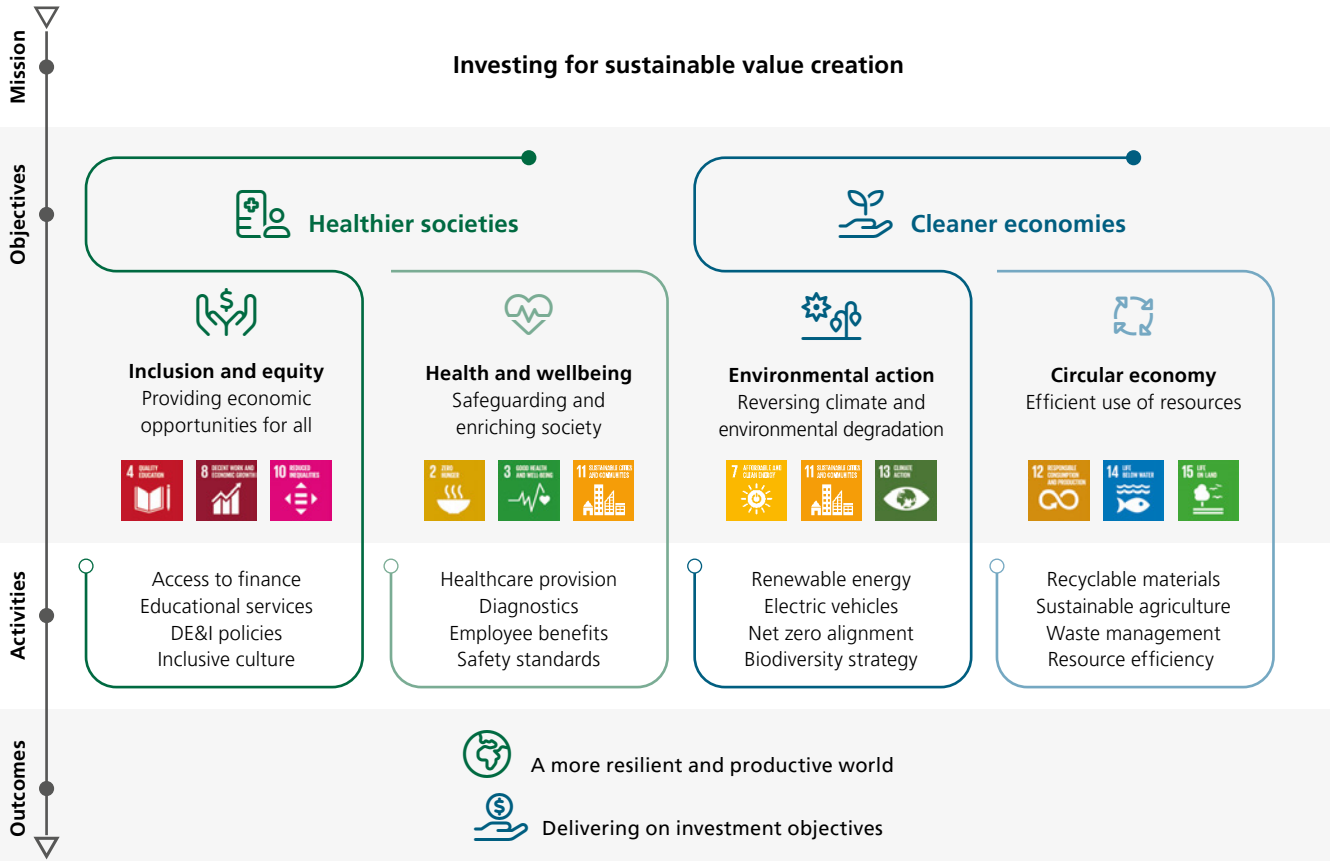 Mission
Investing for sustainable value creation
Objectives
Healthier societies
Cleaner economies
Inclusion and equity
Providing economic
opportunities for all
4 QUALITY
EDUCATION
8 DECENT WORK AND
ECONOMIC GROWTH
10 REDUCED
INEQUALITIES
Health and wellbeing
Safeguarding and
enriching society
2 ZERO
HUNGER
3 GOOD HEALTH
AND WELL-BEING
11 SUSTAINABLE CITIES
AND COMMUNITIES
Environmental action
Reversing climate and
environmental degradation
7 AFFORDABLE AND
CLEAN ENERGY
11 SUSTAINABLE CITIES
AND COMMUNITIES
13 CLIMATE
ACTION
Circular economy
Efficient use of resources
12 RESPONSIBLE
CONSUMPTION
AND PRODUCTION
14 LIFE
BELOW WATER
15 LIFE
ON LAND
Activities
Access to finance
Educational services
DE&I policies
Inclusive culture
Healthcare provision
Diagnostics
Employee benefits
Safety standards
Renewable energy
Electric vehicles
Net zero alignment
Biodiversity strategy
Recyclable materials
Sustainable agriculture
Waste management
Resource efficiency
Outcomes
A more resilient and productive world
Delivering on investment objectives